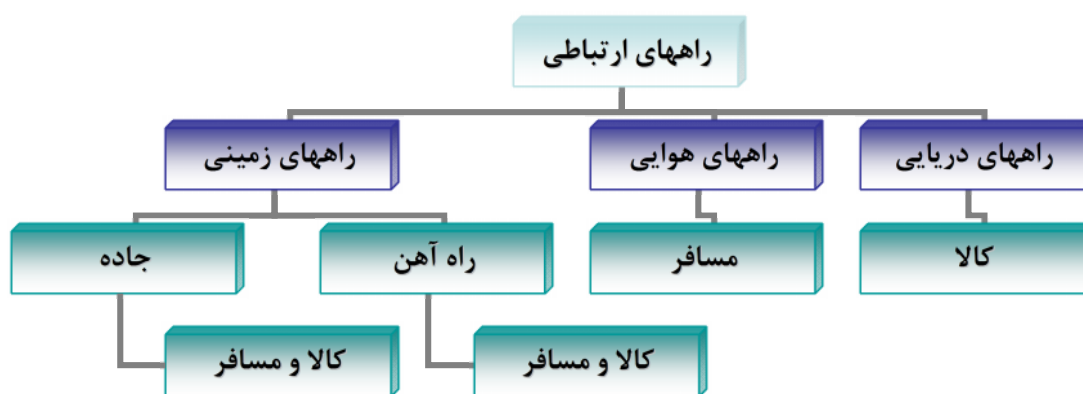 راههای ارتباطی
راههای دریایی
راههای هوایی
راههای زمینی
کالا
مسافر
راه آهن
جاده
کالا و مسافر
کالا و مسافر